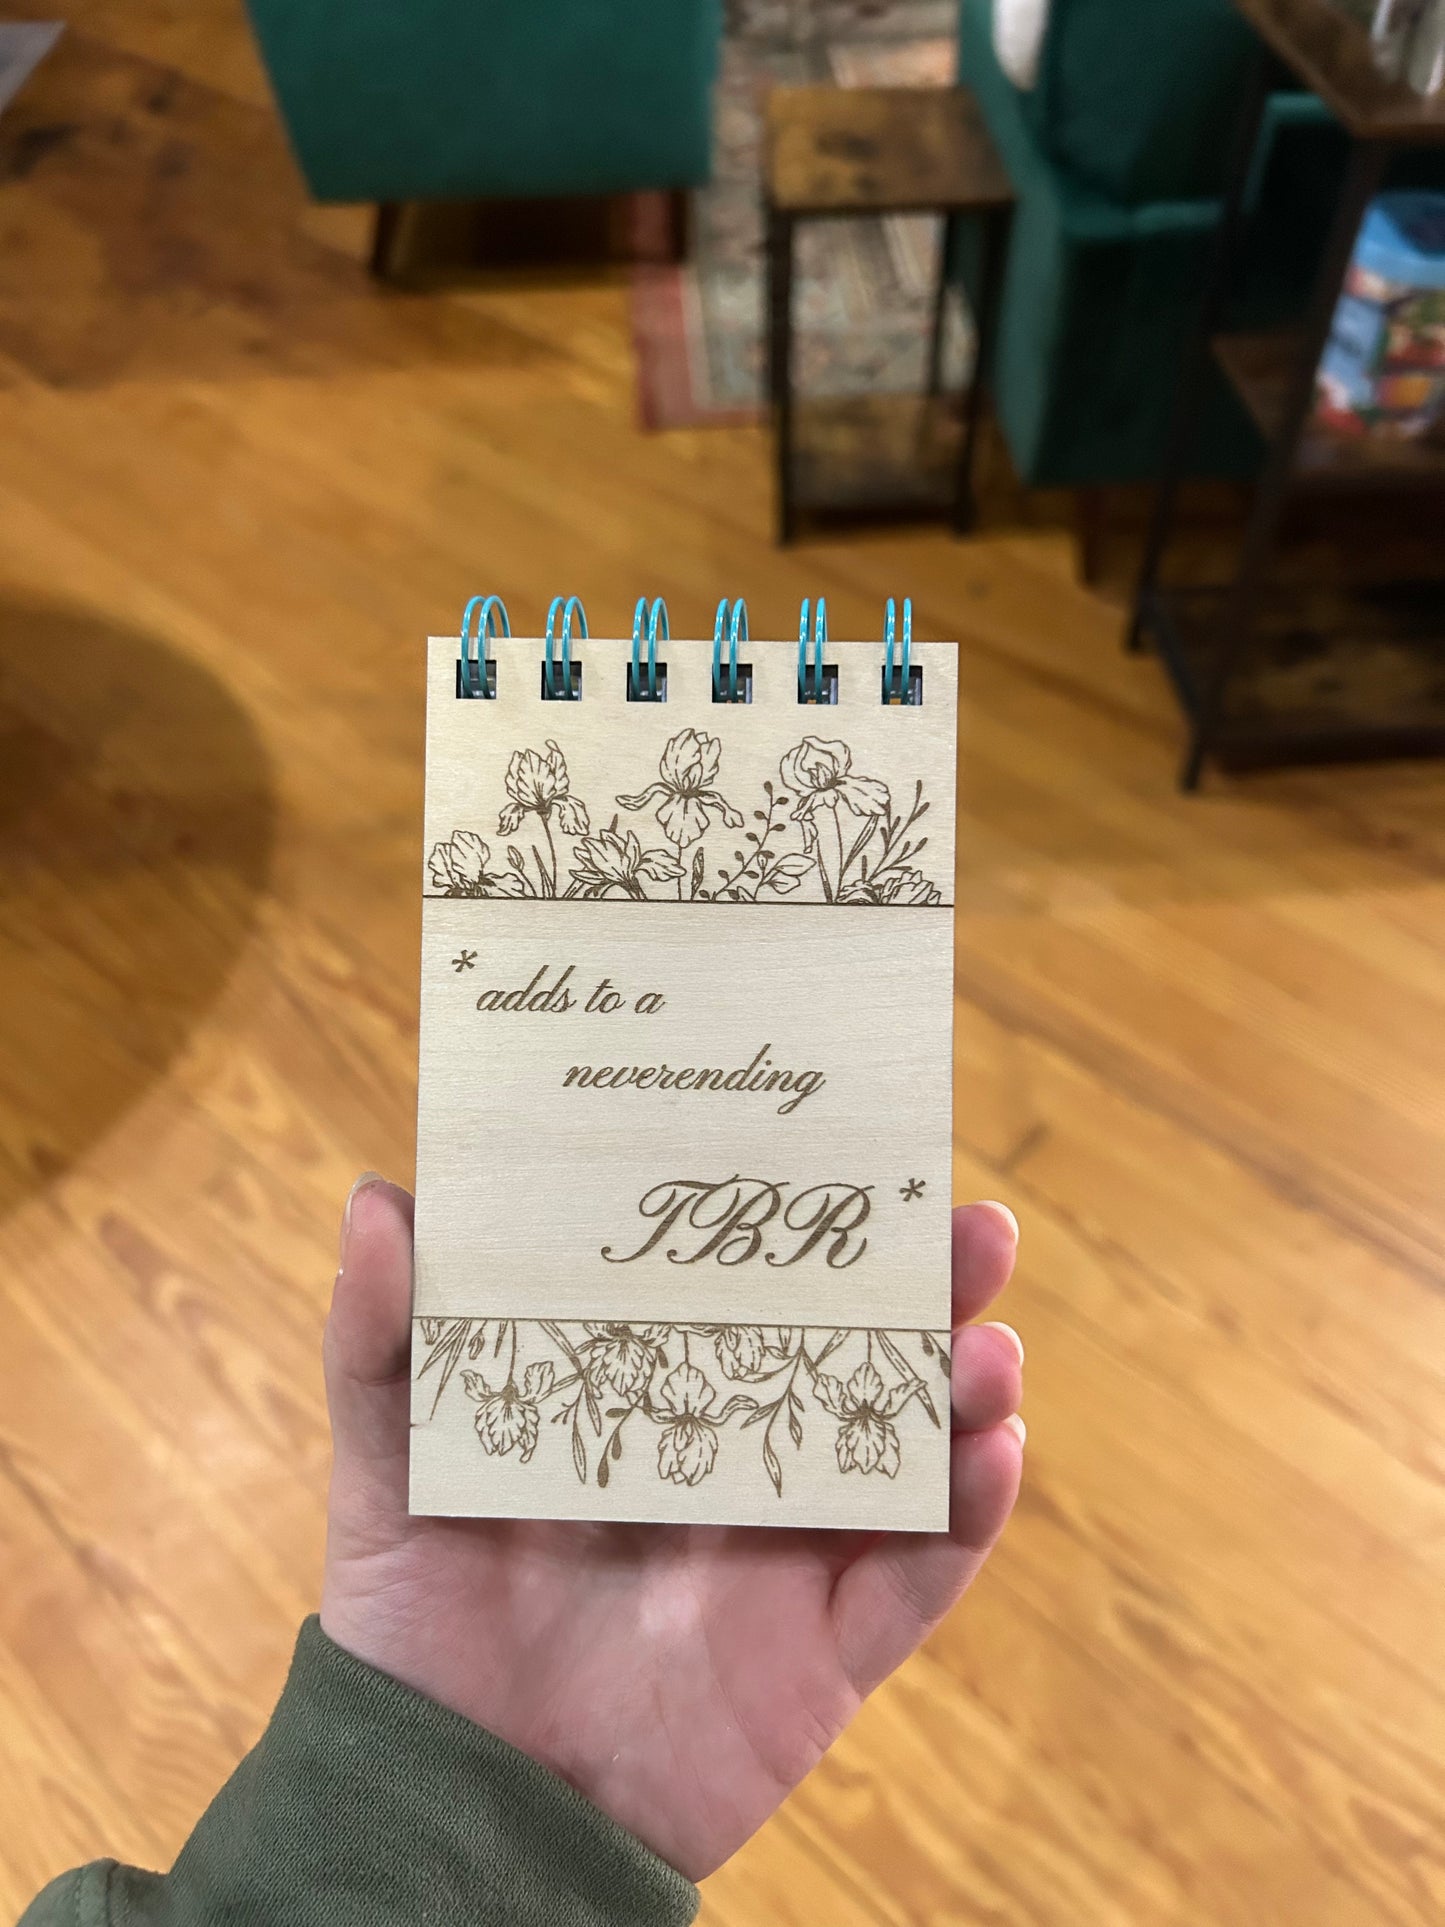 *adds to a
neverending
TBR*